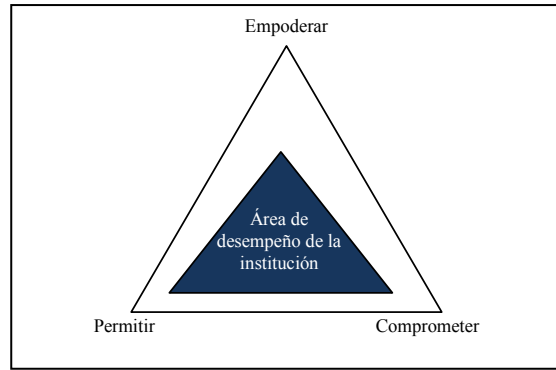 Empoderar
Área de
desempeño de la
institución
Permitir
Comprometer